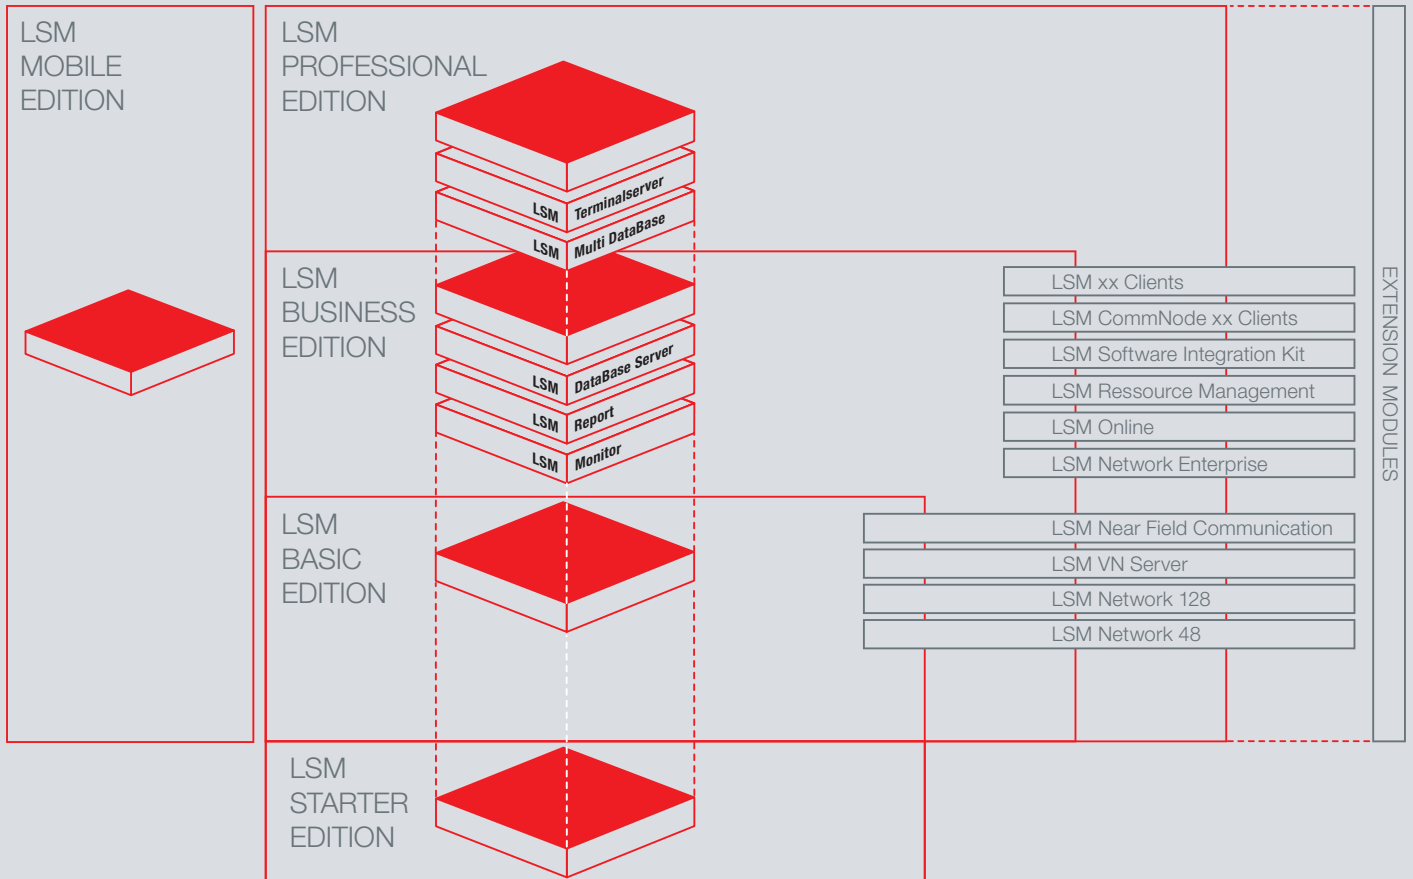 LSM
MOBILE
EDITION
LSM
PROFESSIONAL
EDITION
LSM Terminalserver
LSM Multi DataBase
LSM
BUSINESS
EDITION
LSM DataBase Server
LSM Report
LSM Monitor
LSM
BASIC
EDITION
LSM
STARTER
EDITION
LSM xx Clients
LSM CommNode xx Clients
LSM Software Integration Kit
LSM Ressource Management
LSM Online
LSM Network Enterprise
LSM Near Field Communication
LSM VN Server
LSM Network 128
LSM Network 48
EXTENSION MODULES